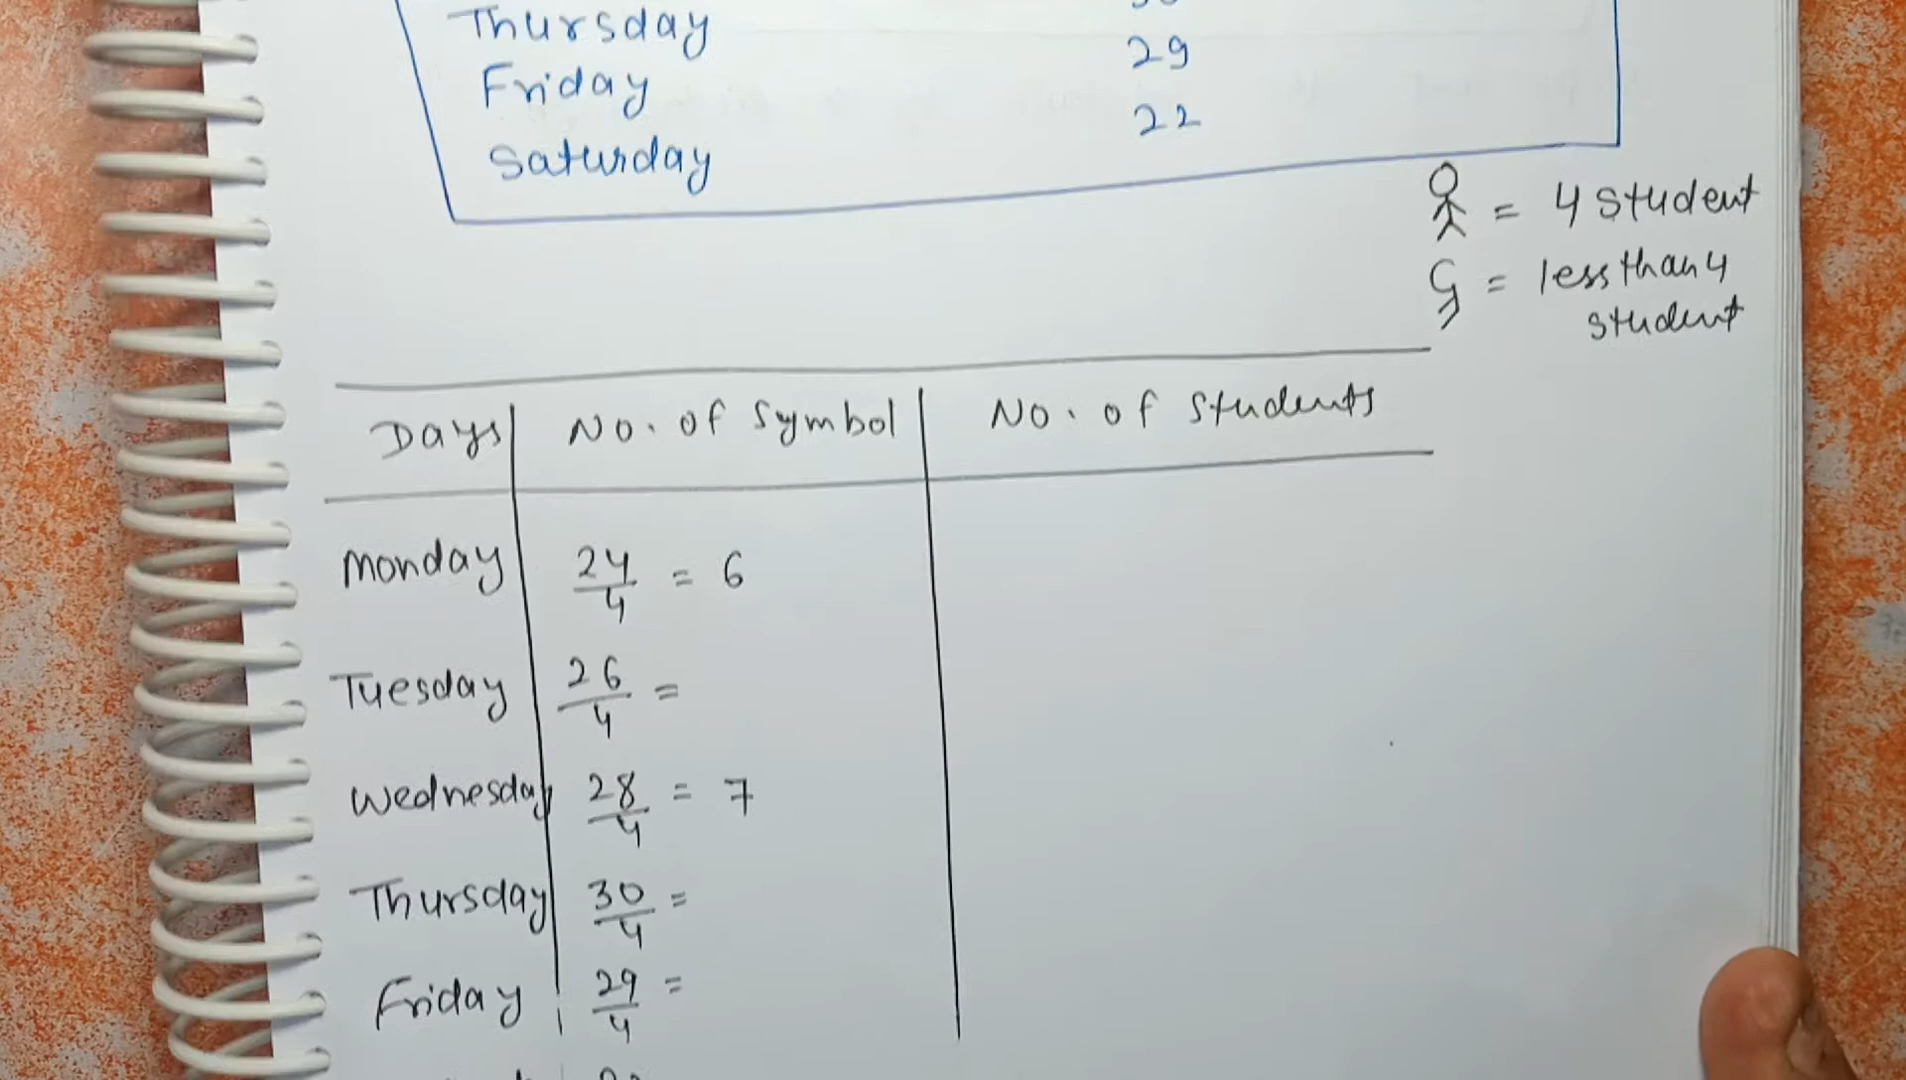 Thursday
29
Friday
22
Saturday
= 4 student
= less than 4
student
Days No. of Symbol No. of Students
Monday 24/4 = 6
Tuesday 26/4 =
Wednesday 28/4 = 7
Thursday 30/4 =
Friday 29/4 =